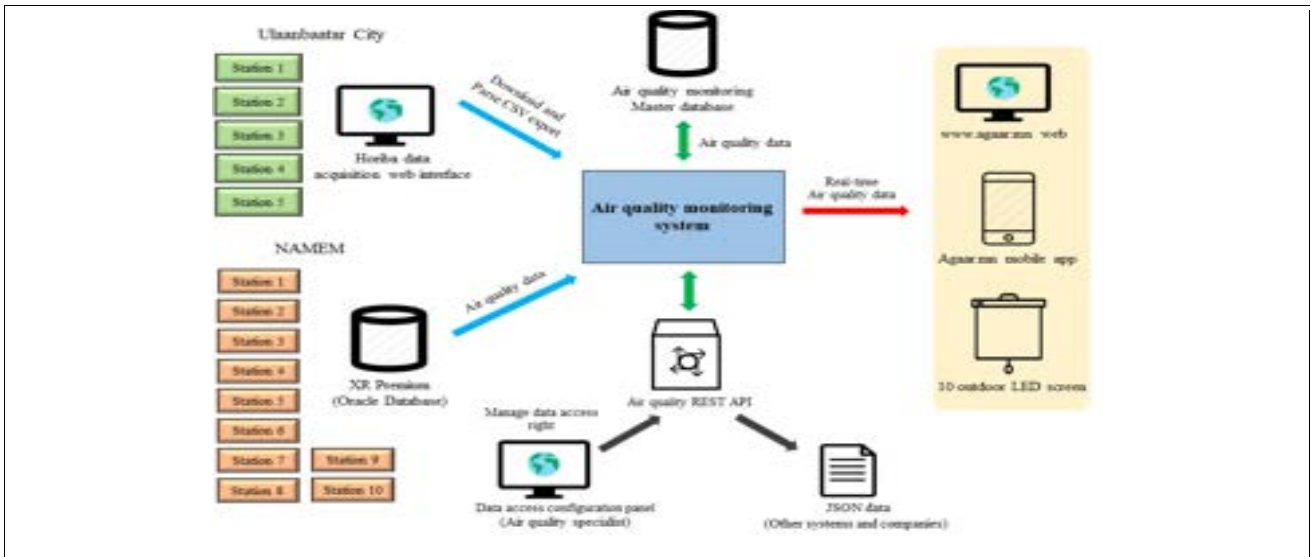 Ulaanbaatar City
Station 1
Station 2
Station 3
Station 4
Station 5
Horiba data
acquisition web interface
Download and
Parse CSV export
Air quality monitoring
Master database
Air quality data
Air quality monitoring
system
Real-time
Air quality data
www.agaar.mn web
Agaar.mn mobile app
10 outdoor LED screen
NAMEM
Station 1
Station 2
Station 3
Station 4
Station 5
Station 6
Station 7
Station 8
Station 9
Station 10
Air quality data
XR Premium
(Oracle Database)
Air quality REST API
Manage data access
right
Data access configuration panel
(Air quality specialist)
JSON data
(Other systems and companies)